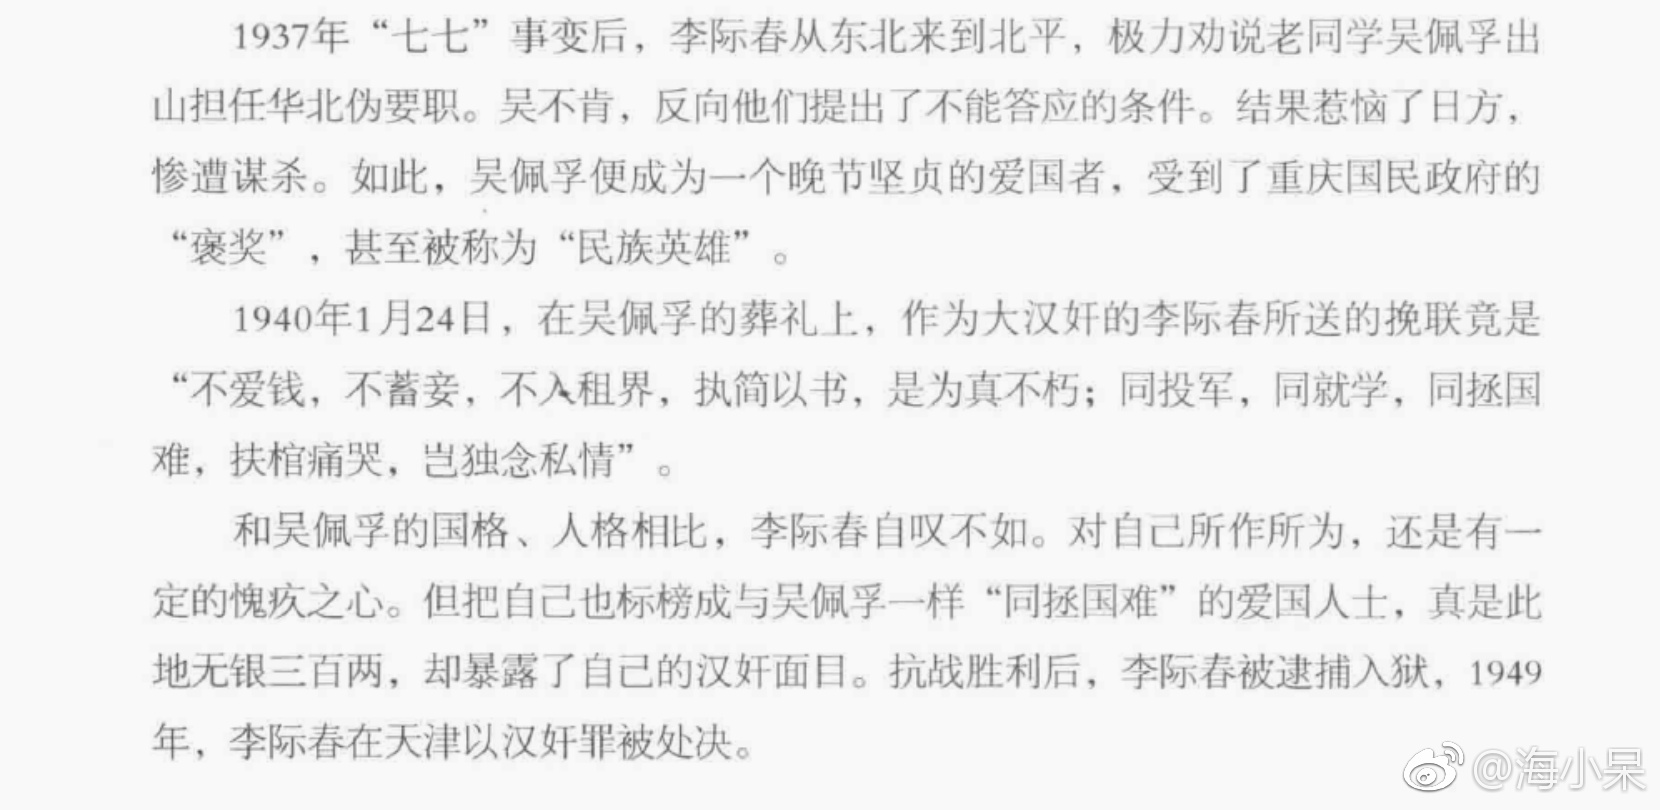 1937年“七七”事变后，李际春从东北来到北平，极力劝说老同学吴佩孚出
山担任华北伪要职。吴不肯，反向他们提出了不能答应的条件。结果惹恼了日方，
惨遭谋杀。如此，吴佩孚便成为一个晚节坚贞的爱国者，受到了重庆国民政府的
“褒奖”，甚至被称为“民族英雄”。
1940年1月24日，在吴佩孚的葬礼上，作为大汉奸的李际春所送的挽联竟是
“不爱钱，不蓄妾，不入租界，执简以书，是为真不朽；同投军，同就学，同拯国
难，扶棺痛哭，岂独念私情”。
和吴佩孚的国格、人格相比，李际春自叹不如。对自己所作所为，还是有一
定的愧疚之心。但把自己也标榜成与吴佩孚一样“同拯国难”的爱国人士，真是此
地无银三百两，却暴露了自己的汉奸面目。抗战胜利后，李际春被逮捕入狱，1949
年，李际春在天津以汉奸罪被处决。
@海小呆